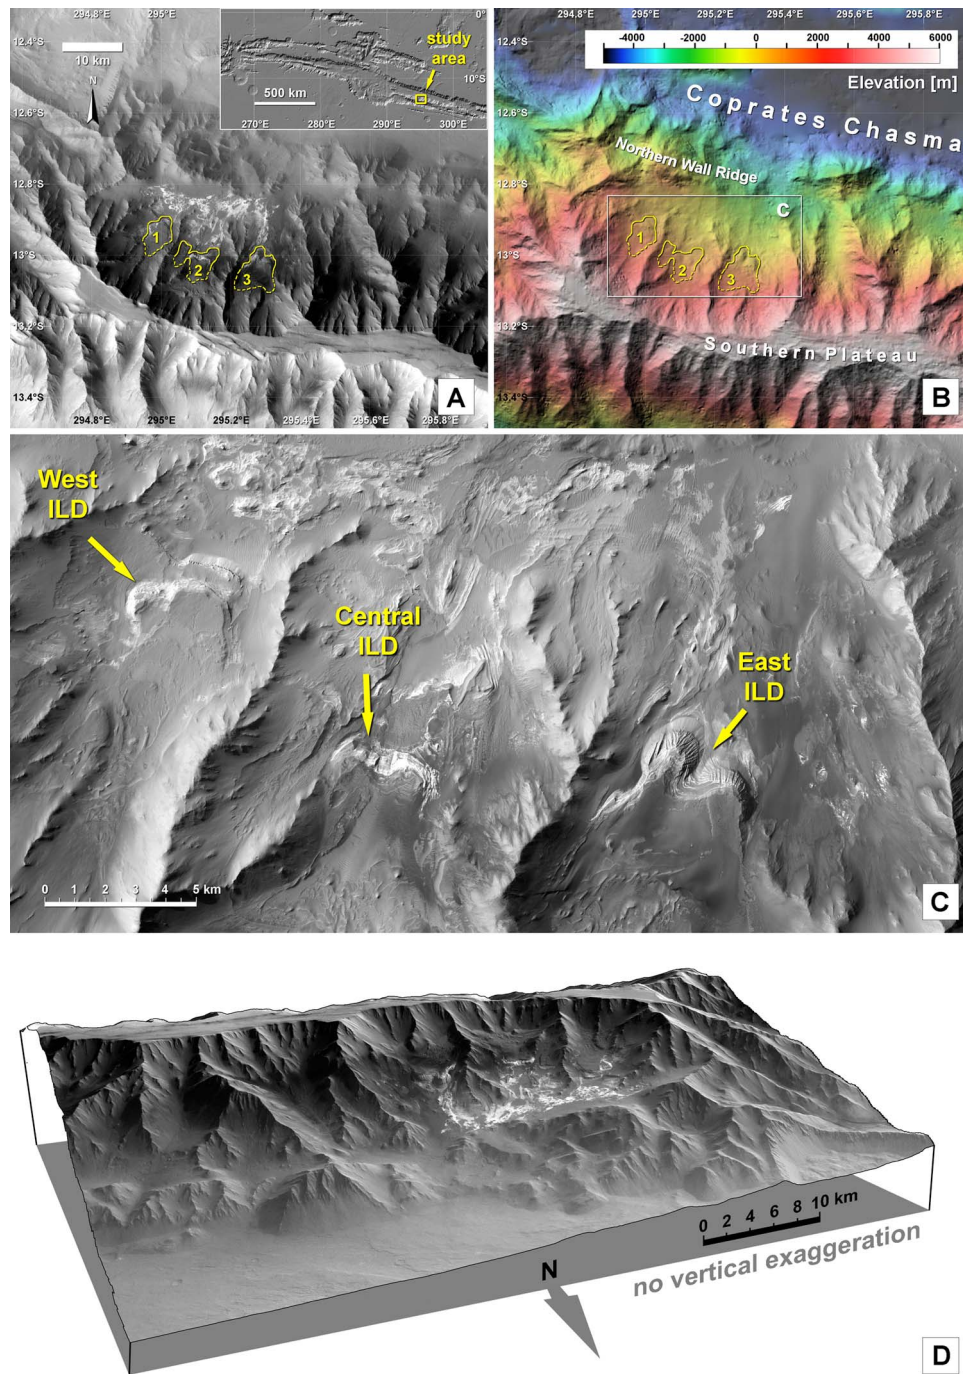 294.8°E 295°E
0°
study
area
10°S
500 km
270°E 280°E 290°E 300°E
12.4°S
10 km
N
12.6°S
12.8°S
13°S
13.2°S
13.4°S
1
2
3
294.8°E 295°E 295.2°E 295.4°E 295.6°E 295.8°E
A
294.8°E 295°E 295.2°E 295.4°E 295.6°E 295.8°E
-4000 -2000 0 2000 4000 6000
Elevation [m]
12.4°S
12.6°S
12.8°S
13°S
13.2°S
13.4°S
Coprates Chasma
Northern Wall Ridge
C
1
2
3
Southern Plateau
B
West
ILD
Central
ILD
East
ILD
0 1 2 3 4 5 km
C
0 2 4 6 8 10 km
no vertical exaggeration
N
D